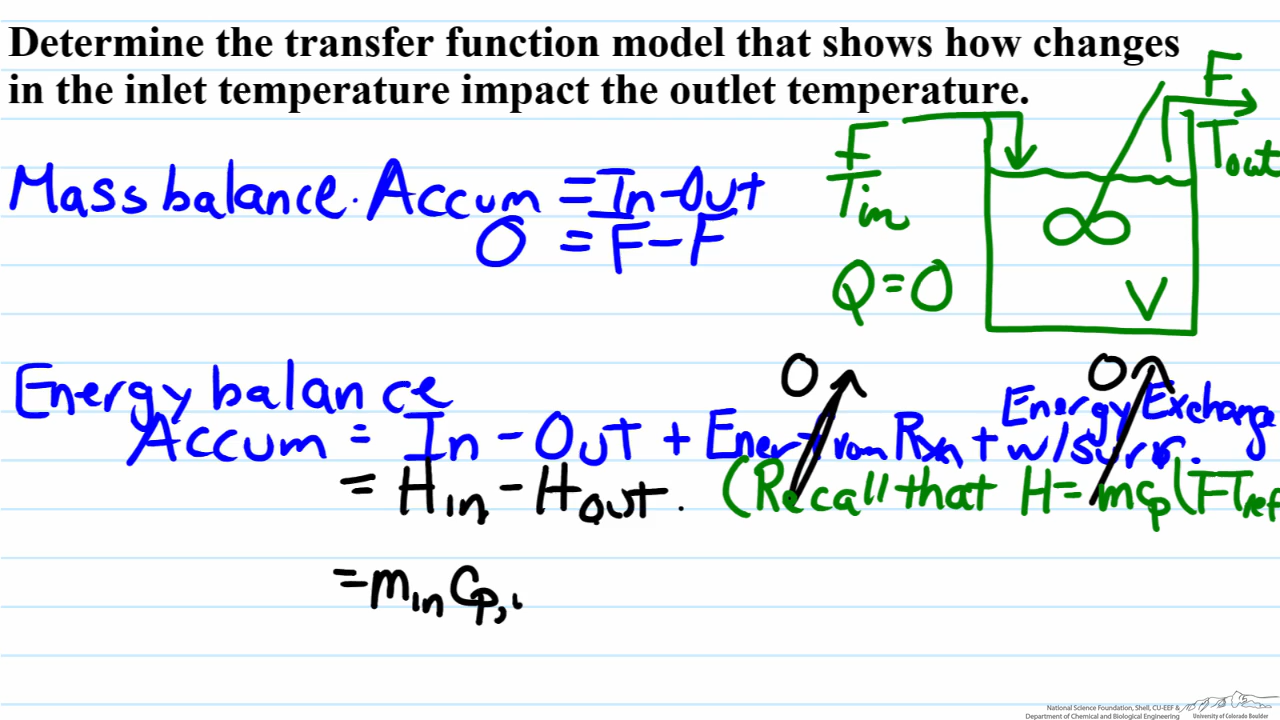 Determine the transfer function model that shows how changes
in the inlet temperature impact the outlet temperature.
F
T_out
F
T_in
Q=0
V
Mass balance. Accum = In - Out
0 = F - F
Energy balance
0
0
Accum = In - Out + Ener Rxn + Energy Exchange w/surr.
= H_in - H_out. (Recall that H = mc_p(T-T_ref
= m_in C_p,
National Science Foundation, Shell, CU-EEF &
Department of Chemical and Biological Engineering
University of Colorado Boulder